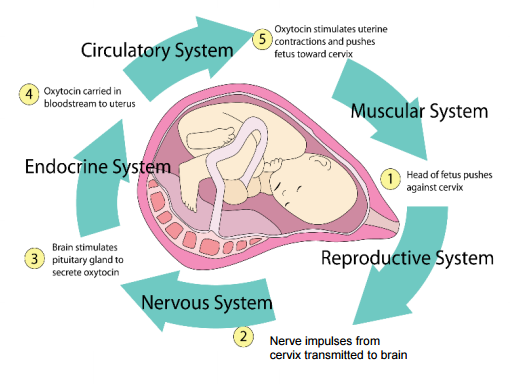 5
Oxytocin stimulates uterine
contractions and pushes
fetus toward cervix
Circulatory System
4
Oxytocin carried in
bloodstream to uterus
Muscular System
Endocrine System
1
Head of fetus pushes
against cervix
3
Brain stimulates
pituitary gland to
secrete oxytocin
Reproductive System
Nervous System
2
Nerve impulses from
cervix transmitted to brain